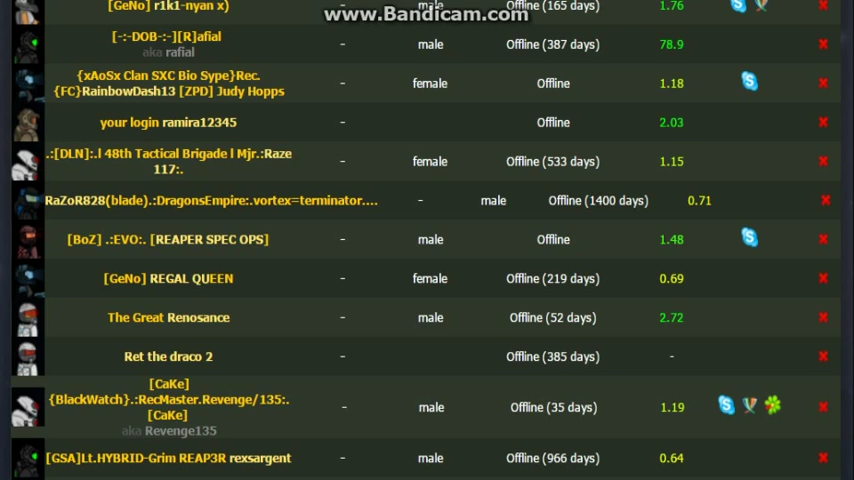 www.Bandicam.com
[GeNo] r1k1-nyan x) - male Offline (165 days) 1.76
[-:-DOB-:-][R]afial
aka rafial
- male Offline (387 days) 78.9
{xAoSx Clan SXC Bio Sype}Rec.
{FC}RainbowDash13 [ZPD] Judy Hopps
- female Offline 1.18
your login ramira12345 - Offline 2.03
.:[DLN]:.l 48th Tactical Brigade l Mjr.:Raze
117:.
- female Offline (533 days) 1.15
RaZoR828(blade).:DragonsEmpire:.vortex=terminator.... - male Offline (1400 days) 0.71
[BoZ] .:EVO:. [REAPER SPEC OPS] - male Offline 1.48
[GeNo] REGAL QUEEN - female Offline (219 days) 0.69
The Great Renosance - male Offline (52 days) 2.72
Ret the draco 2 - Offline (385 days) -
[CaKe]
{BlackWatch}.:RecMaster.Revenge/135:.
[CaKe]
aka Revenge135
- male Offline (35 days) 1.19
[GSA]Lt.HYBRID-Grim REAP3R rexsargent - male Offline (966 days) 0.64